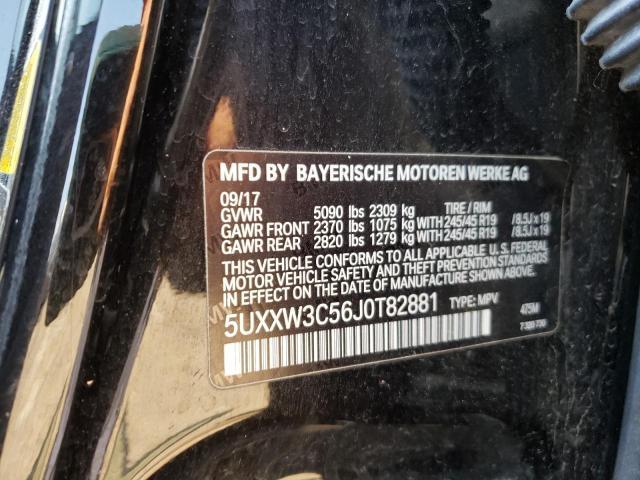 MFD BY BAYERISCHE MOTOREN WERKE AG
09/17
GVWR 5090 lbs 2309 kg TIRE / RIM
GAWR FRONT 2370 lbs 1075 kg WITH 245/45 R19 /8.5J x 19
GAWR REAR 2820 lbs 1279 kg WITH 245/45 R19 /8.5J x 19
THIS VEHICLE CONFORMS TO ALL APPLICABLE U.S. FEDERAL
MOTOR VEHICLE SAFETY AND THEFT PREVENTION STANDARDS
IN EFFECT ON THE DATE OF MANUFACTURE SHOWN ABOVE.
5UXXW3C56J0T82881 TYPE: MPV 475M